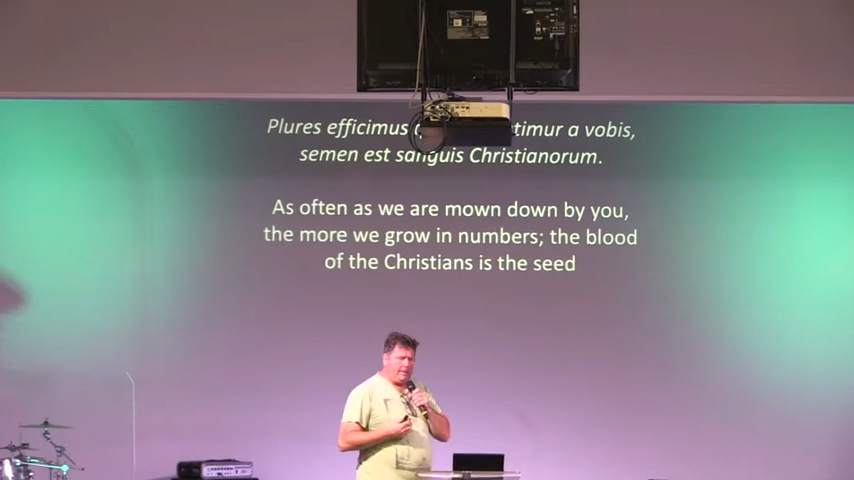 Plures efficimus timur a vobis,
semen est sanguis Christianorum.
As often as we are mown down by you,
the more we grow in numbers; the blood
of the Christians is the seed